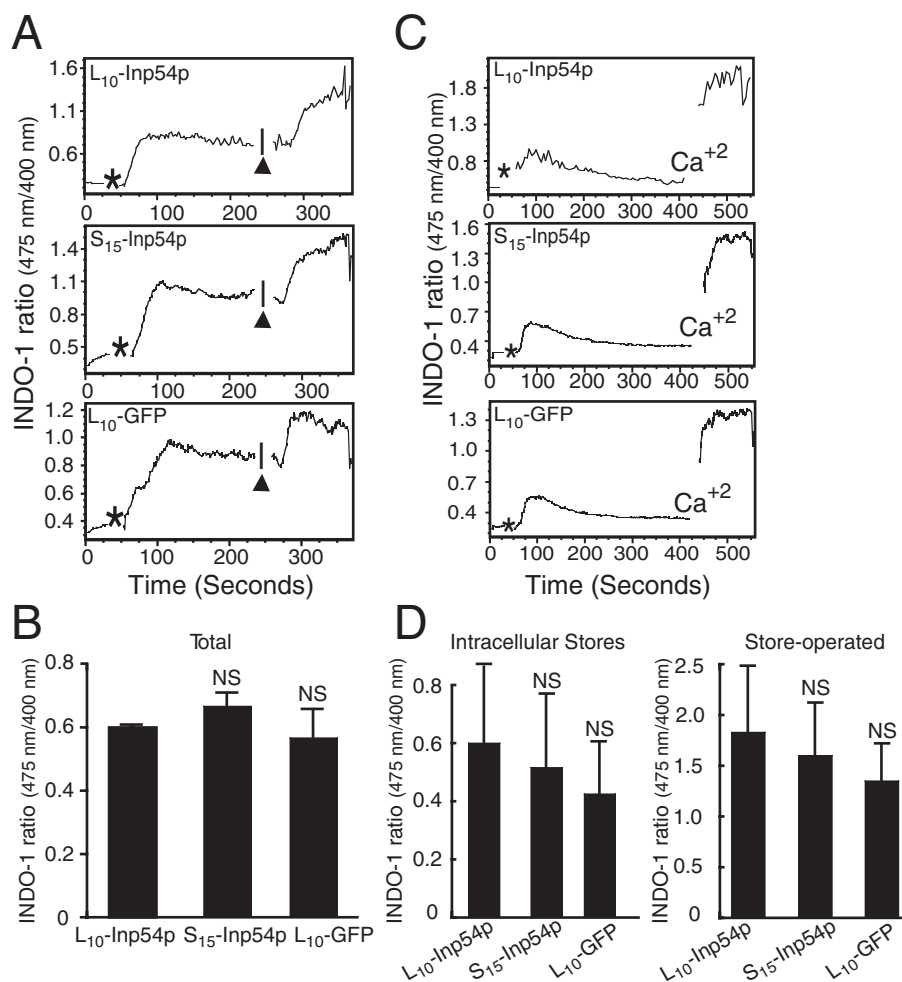 A
INDO-1 ratio (475 nm/400 nm)
L10-Inp54p
1.6
1.1
0.6
*
0 100 200 300
S15-Inp54p
1.4
1.1
0.8
0.5
*
0 100 200 300
L10-GFP
1.2
1.0
0.8
0.6
0.4
*
0 100 200 300
Time (Seconds)
C
INDO-1 ratio (475 nm/400 nm)
L10-Inp54p
1.8
1.3
0.8
*
Ca+2
0 100 200 300 400 500
S15-Inp54p
1.6
1.3
1.0
0.7
0.4
*
Ca+2
0 100 200 300 400 500
L10-GFP
1.3
1.0
0.7
0.4
*
Ca+2
0 100 200 300 400 500
Time (Seconds)
B
Total
INDO-1 ratio (475 nm/400 nm)
0.8
0.6
0.4
0.2
0
NS
NS
L10-Inp54p S15-Inp54p L10-GFP
D
Intracellular Stores
INDO-1 ratio (475 nm/400 nm)
0.8
0.6
0.4
0.2
0
NS
NS
L10-Inp54p
S15-Inp54p
L10-GFP
Store-operated
INDO-1 ratio (475 nm/400 nm)
2.5
2.0
1.5
1.0
0.5
0
NS
NS
L10-Inp54p
S15-Inp54p
L10-GFP